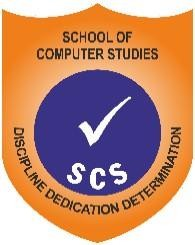 SCHOOL OF
COMPUTER STUDIES
SCS
DISCIPLINE DEDICATION DETERMINATION